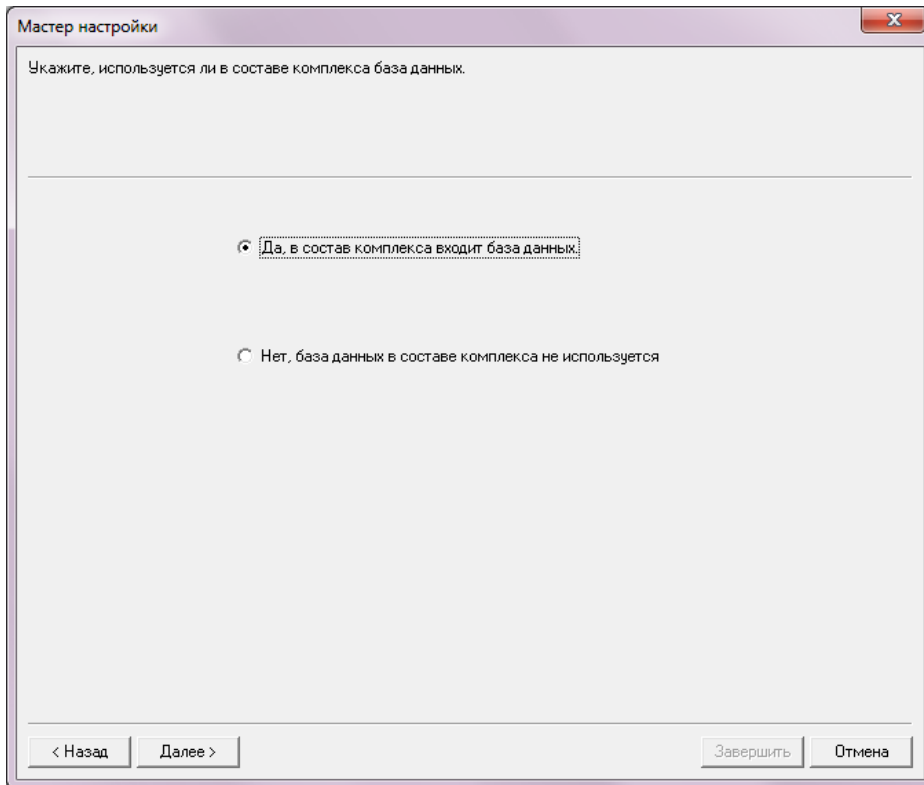 Мастер настройки
Укажите, используется ли в составе комплекса база данных.
Да, в состав комплекса входит база данных.
Нет, база данных в составе комплекса не используется
< Назад
Далее >
Завершить
Отмена